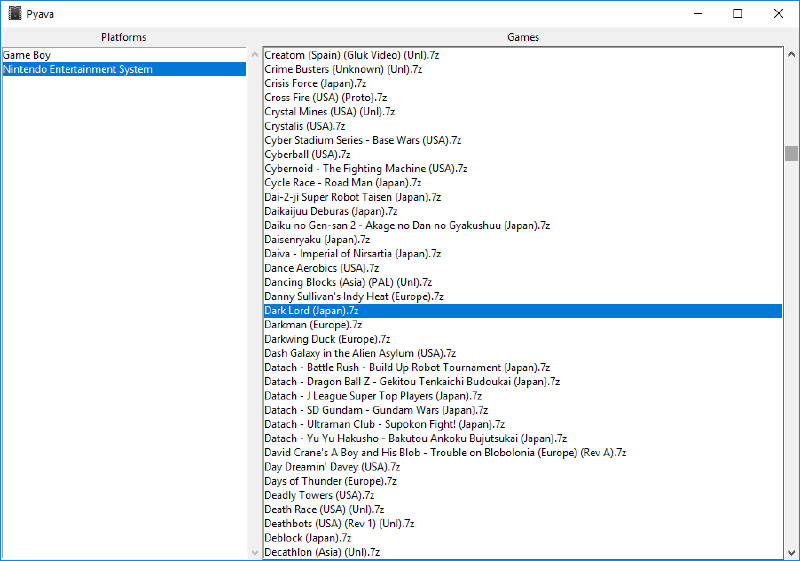 Pyava
Platforms
Games
Game Boy
Nintendo Entertainment System
Creatom (Spain) (Gluk Video) (Unl).7z
Crime Busters (Unknown) (Unl).7z
Crisis Force (Japan).7z
Cross Fire (USA) (Proto).7z
Crystal Mines (USA) (Unl).7z
Crystalis (USA).7z
Cyber Stadium Series - Base Wars (USA).7z
Cyberball (USA).7z
Cybernoid - The Fighting Machine (USA).7z
Cycle Race - Road Man (Japan).7z
Dai-2-ji Super Robot Taisen (Japan).7z
Daikaijuu Deburas (Japan).7z
Daiku no Gen-san 2 - Akage no Dan no Gyakushuu (Japan).7z
Daisenryaku (Japan).7z
Daiva - Imperial of Nirsartia (Japan).7z
Dance Aerobics (USA).7z
Dancing Blocks (Asia) (PAL) (Unl).7z
Danny Sullivan's Indy Heat (Europe).7z
Dark Lord (Japan).7z
Darkman (Europe).7z
Darkwing Duck (Europe).7z
Dash Galaxy in the Alien Asylum (USA).7z
Datach - Battle Rush - Build Up Robot Tournament (Japan).7z
Datach - Dragon Ball Z - Gekitou Tenkaichi Budoukai (Japan).7z
Datach - J League Super Top Players (Japan).7z
Datach - SD Gundam - Gundam Wars (Japan).7z
Datach - Ultraman Club - Supokon Fight! (Japan).7z
Datach - Yu Yu Hakusho - Bakutou Ankoku Bujutsukai (Japan).7z
David Crane's A Boy and His Blob - Trouble on Blobolonia (Europe) (Rev A).7z
Day Dreamin' Davey (USA).7z
Days of Thunder (Europe).7z
Deadly Towers (USA).7z
Death Race (USA) (Unl).7z
Deathbots (USA) (Rev 1) (Unl).7z
Deblock (Japan).7z
Decathlon (Asia) (Unl).7z